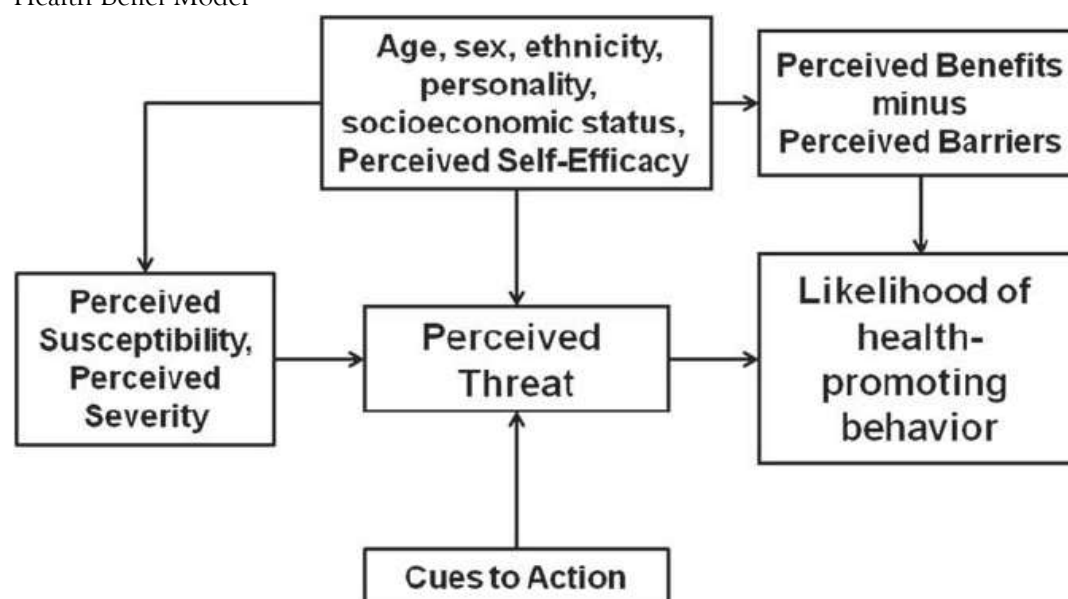 Health Belief Model
Age, sex, ethnicity,
personality,
socioeconomic status,
Perceived Self-Efficacy
Perceived Benefits
minus
Perceived Barriers
Perceived
Susceptibility,
Perceived
Severity
Perceived
Threat
Likelihood of
health-
promoting
behavior
Cues to Action